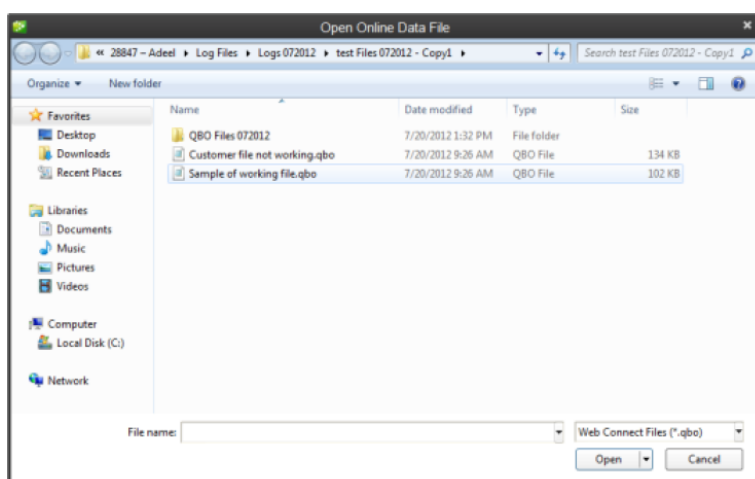 Open Online Data File
« 28847 – Adeel ▸ Log Files ▸ Logs 072012 ▸ test Files 072012 - Copy1 ▸ Search test Files 072012 - Copy1
Organize New folder
Name Date modified Type Size
Favorites
Desktop
Downloads
Recent Places
Libraries
Documents
Music
Pictures
Videos
Computer
Local Disk (C:)
Network
QBO Files 072012 7/20/2012 1:32 PM File folder
Customer file not working.qbo 7/20/2012 9:26 AM QBO File 134 KB
Sample of working file.qbo 7/20/2012 9:26 AM QBO File 102 KB
File name: Web Connect Files (*.qbo)
Open Cancel